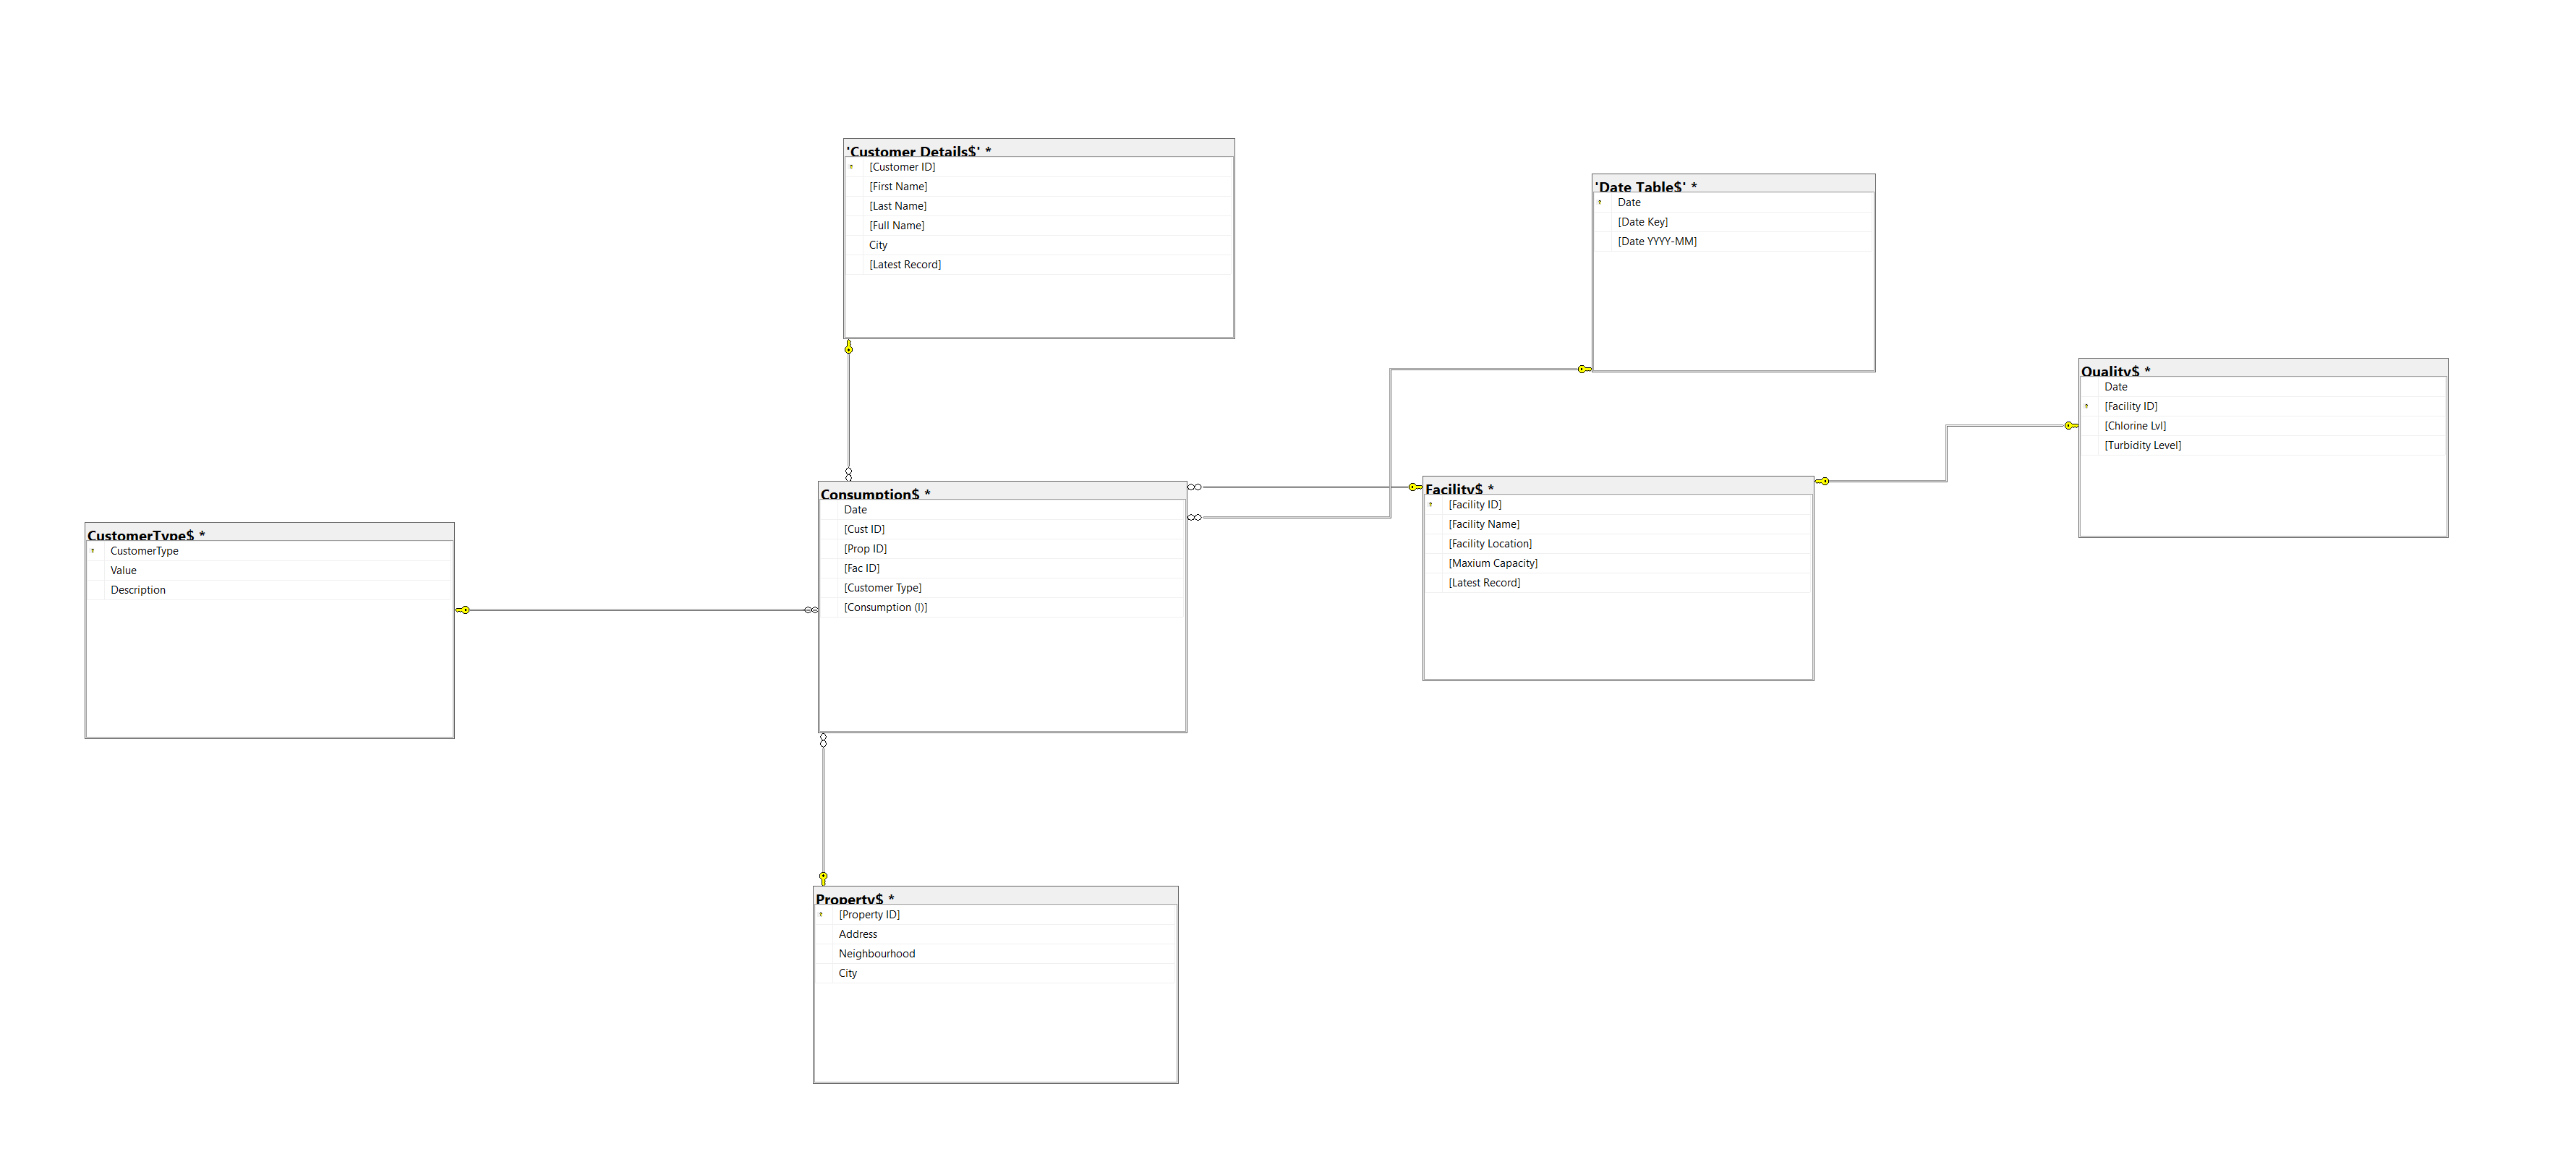 'Customer Details$' *
[Customer ID]
[First Name]
[Last Name]
[Full Name]
City
[Latest Record]
'Date Table$' *
Date
[Date Key]
[Date YYYY-MM]
Quality$ *
Date
[Facility ID]
[Chlorine Lvl]
[Turbidity Level]
Consumption$ *
Date
[Cust ID]
[Prop ID]
[Fac ID]
[Customer Type]
[Consumption (l)]
Facility$ *
[Facility ID]
[Facility Name]
[Facility Location]
[Maxium Capacity]
[Latest Record]
CustomerType$ *
CustomerType
Value
Description
Property$ *
[Property ID]
Address
Neighbourhood
City